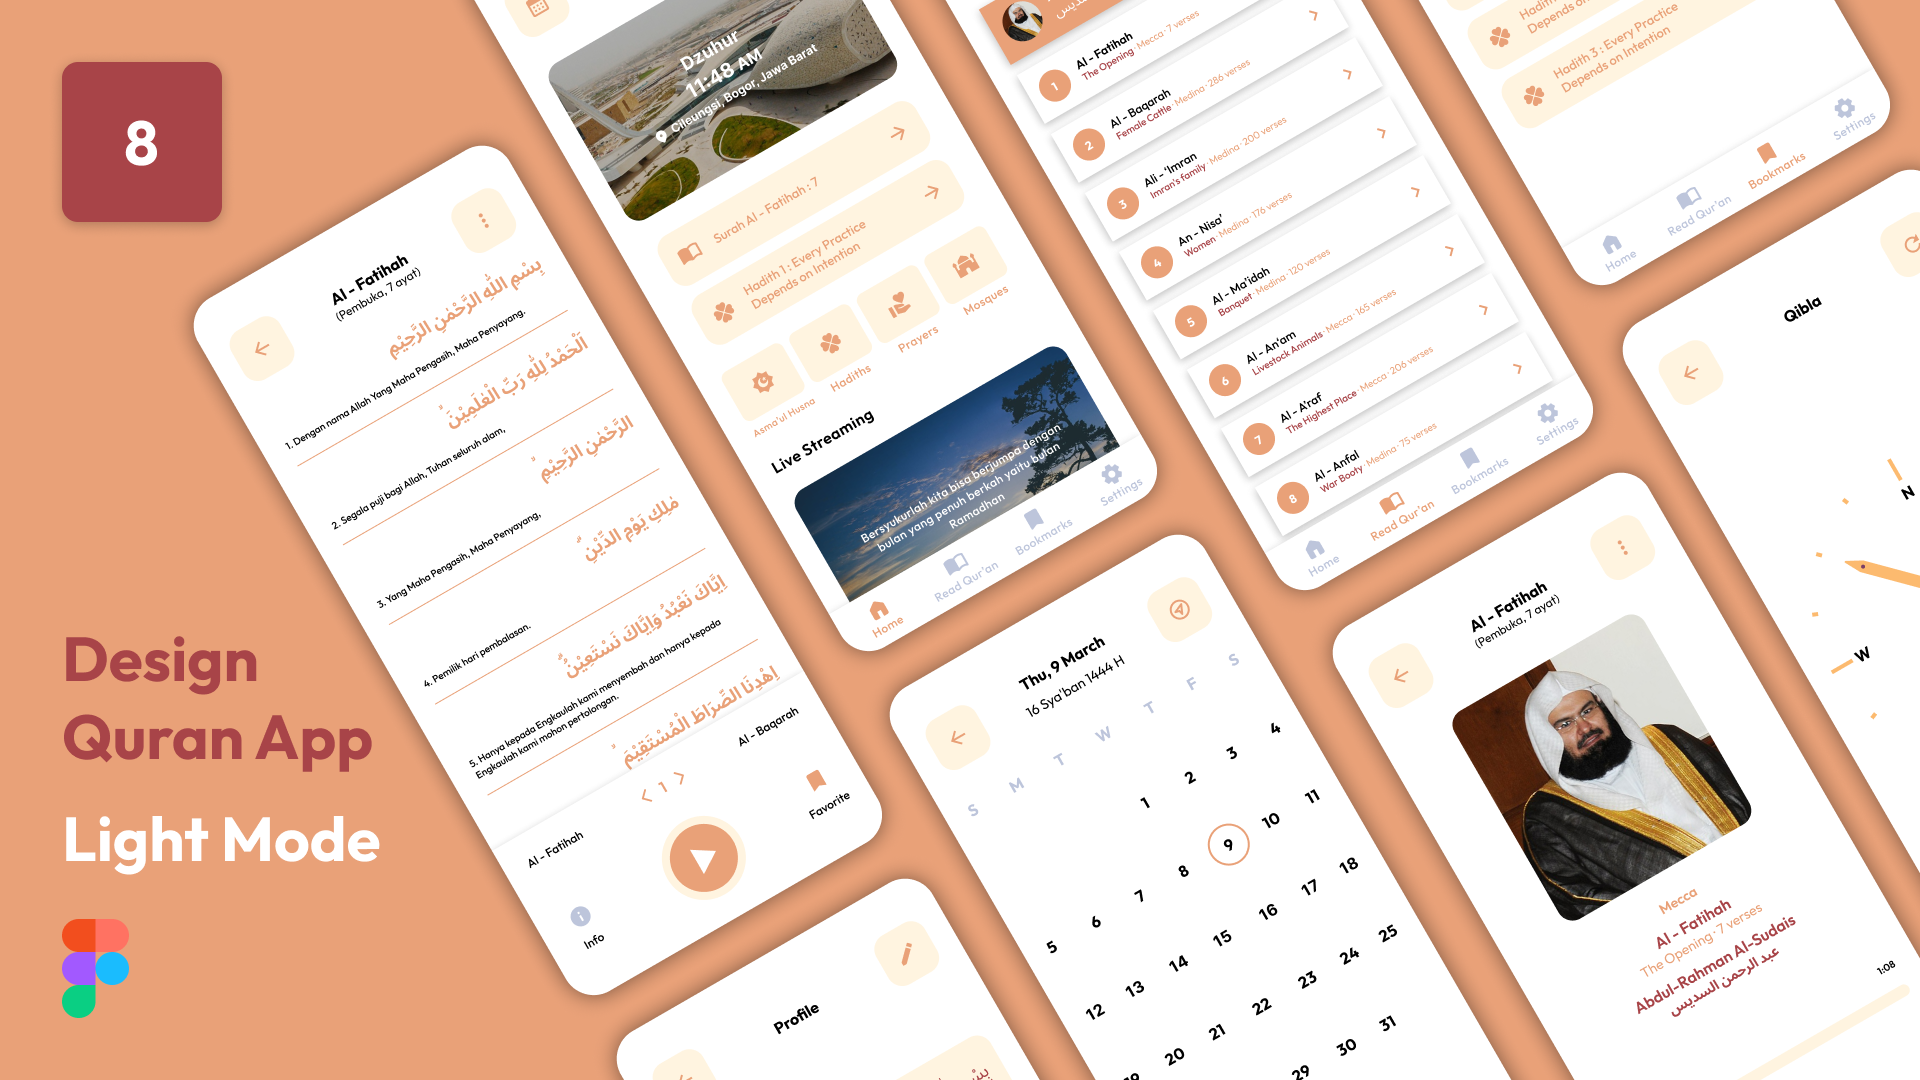 8
Design
Quran App
Light Mode
Al - Fatihah
(Pembuka, 7 ayat)
بِسْمِ اللّٰهِ الرَّحْمٰنِ الرَّحِيْمِ
1. Dengan nama Allah Yang Maha Pengasih, Maha Penyayang.
اَلْحَمْدُ لِلّٰهِ رَبِّ الْعٰلَمِيْنَۙ
2. Segala puji bagi Allah, Tuhan seluruh alam,
الرَّحْمٰنِ الرَّحِيْمِۙ
3. Yang Maha Pengasih, Maha Penyayang,
مٰلِكِ يَوْمِ الدِّيْنِۗ
4. Pemilik hari pembalasan.
اِيَّاكَ نَعْبُدُ وَاِيَّاكَ نَسْتَعِيْنُۗ
5. Hanya kepada Engkaulah kami menyembah dan hanya kepada
Engkaulah kami mohon pertolongan.
اِهْدِنَا الصِّرَاطَ الْمُسْتَقِيْمَۙ
Al - Fatihah
< 1 >
Al - Baqarah
Info
Favorite
Dzuhur
11:48 AM
Cileungsi, Bogor, Jawa Barat
Surah Al - Fatihah : 7
Hadith 1 : Every Practice
Depends on Intention
Asma'ul Husna
Hadiths
Prayers
Mosques
Live Streaming
Bersyukurlah kita bisa berjumpa dengan
bulan yang penuh berkah yaitu bulan
Ramadhan
Home
Read Qur'an
Bookmarks
Settings
1
Al - Fatihah
The Opening · Mecca · 7 verses
2
Al - Baqarah
Female Cattle · Medina · 286 verses
3
Ali - 'Imran
Imran's family · Medina · 200 verses
4
An - Nisa'
Women · Medina · 176 verses
5
Al - Ma'idah
Banquet · Medina · 120 verses
6
Al - An'am
Livestock Animals · Mecca · 165 verses
7
Al - A'raf
The Highest Place · Mecca · 206 verses
8
Al - Anfal
War Booty · Medina · 75 verses
Home
Read Qur'an
Bookmarks
Settings
Depends on
Hadith 3 : Every Practice
Depends on Intention
Home
Read Qur'an
Bookmarks
Settings
Profile
Thu, 9 March
16 Sya'ban 1444 H
S M T W T F S
1 2 3 4
5 6 7 8 9 10 11
12 13 14 15 16 17 18
20 21 22 23 24 25
29 30 31
Al - Fatihah
(Pembuka, 7 ayat)
Mecca
Al - Fatihah
The Opening · 7 verses
Abdul-Rahman Al-Sudais
عبد الرحمن السديس
1:08
Qibla
N
W